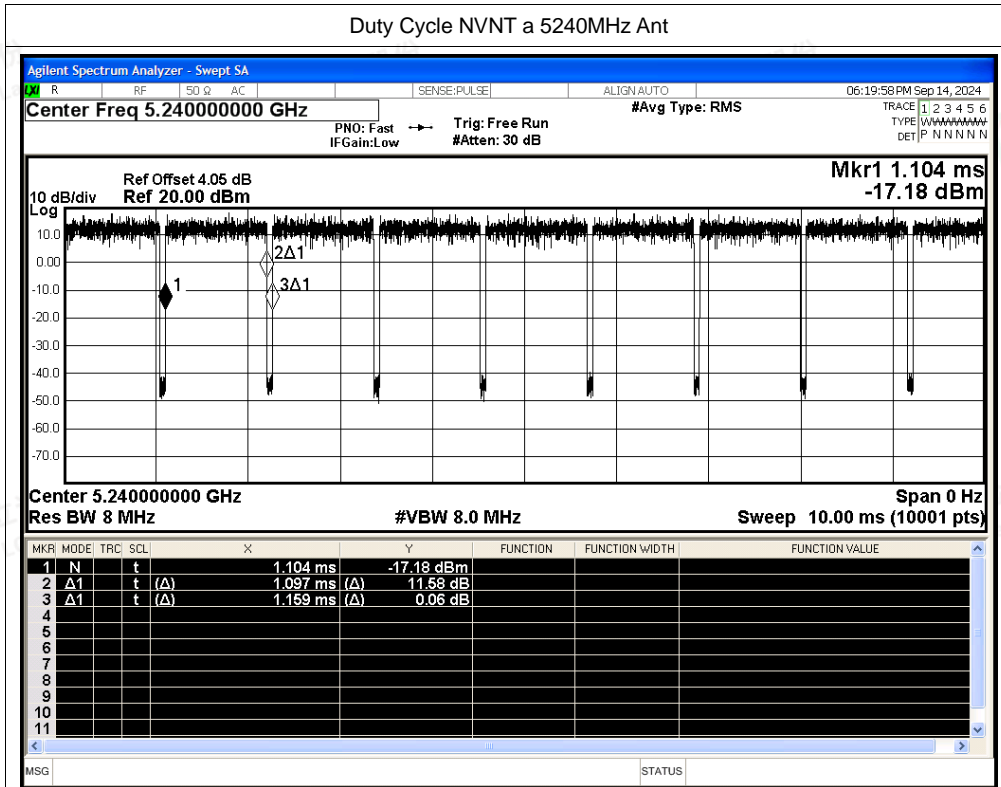 Duty Cycle NVNT a 5240MHz Ant
Agilent Spectrum Analyzer - Swept SA
LXI R RF 50 Ω AC SENSE:PULSE ALIGN AUTO 06:19:58 PM Sep 14, 2024
Center Freq 5.240000000 GHz #Avg Type: RMS TRACE 1 2 3 4 5 6
PNO: Fast Trig: Free Run TYPE WWWWWW
IFGain:Low #Atten: 30 dB DET P N N N N N
Mkr1 1.104 ms
Ref Offset 4.05 dB
10 dB/div Ref 20.00 dBm -17.18 dBm
Log
10.0
0.00
2Δ1
-10.0
1
3Δ1
-20.0
-30.0
-40.0
-50.0
-60.0
-70.0
Center 5.240000000 GHz Span 0 Hz
Res BW 8 MHz #VBW 8.0 MHz Sweep 10.00 ms (10001 pts)
MKR MODE TRC SCL X Y FUNCTION FUNCTION WIDTH FUNCTION VALUE
1 N t 1.104 ms -17.18 dBm
2 Δ1 t (Δ) 1.097 ms (Δ) 11.58 dB
3 Δ1 t (Δ) 1.159 ms (Δ) 0.06 dB
4
5
6
7
8
9
10
11
MSG STATUS